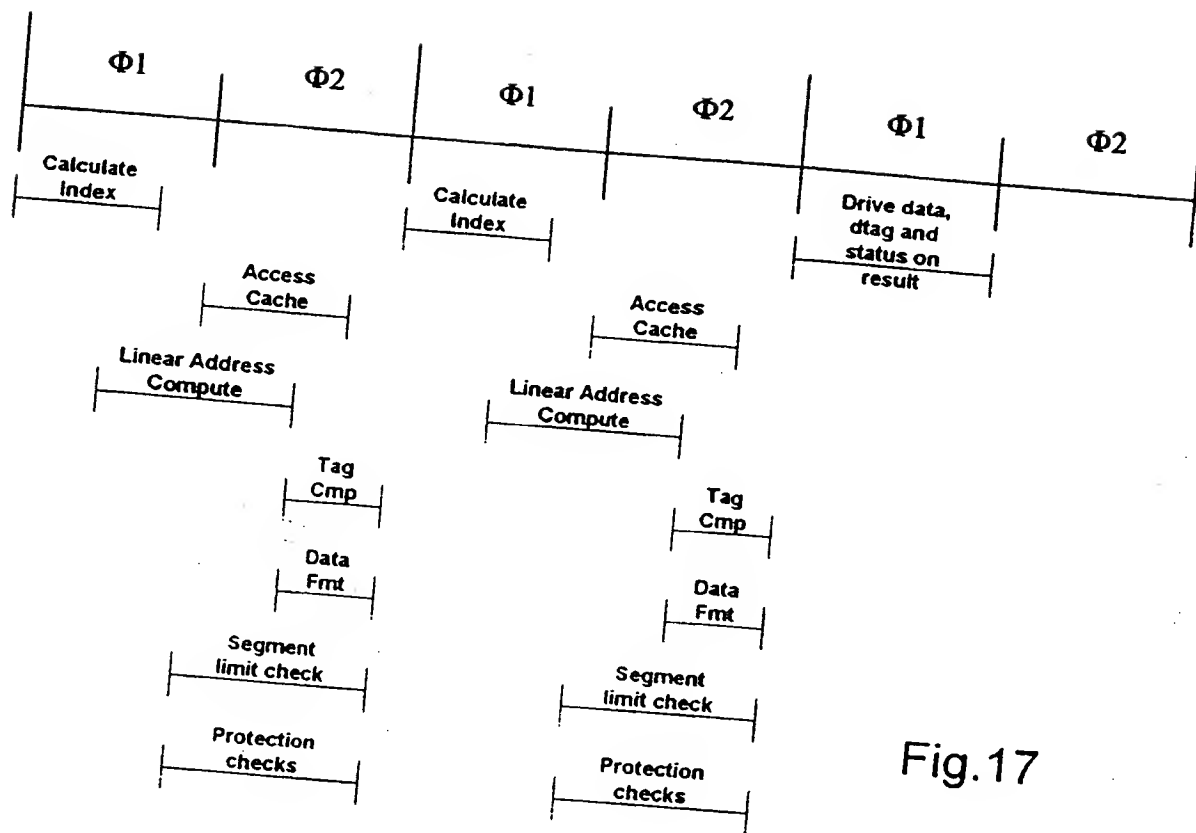 Φ1 Φ2 Φ1 Φ2 Φ1 Φ2
Calculate
Index
Calculate
Index
Drive data,
dtag and
status on
result
Access
Cache
Access
Cache
Linear Address
Compute
Linear Address
Compute
Tag
Cmp
Tag
Cmp
Data
Fmt
Data
Fmt
Segment
limit check
Segment
limit check
Protection
checks
Protection
checks
Fig.17